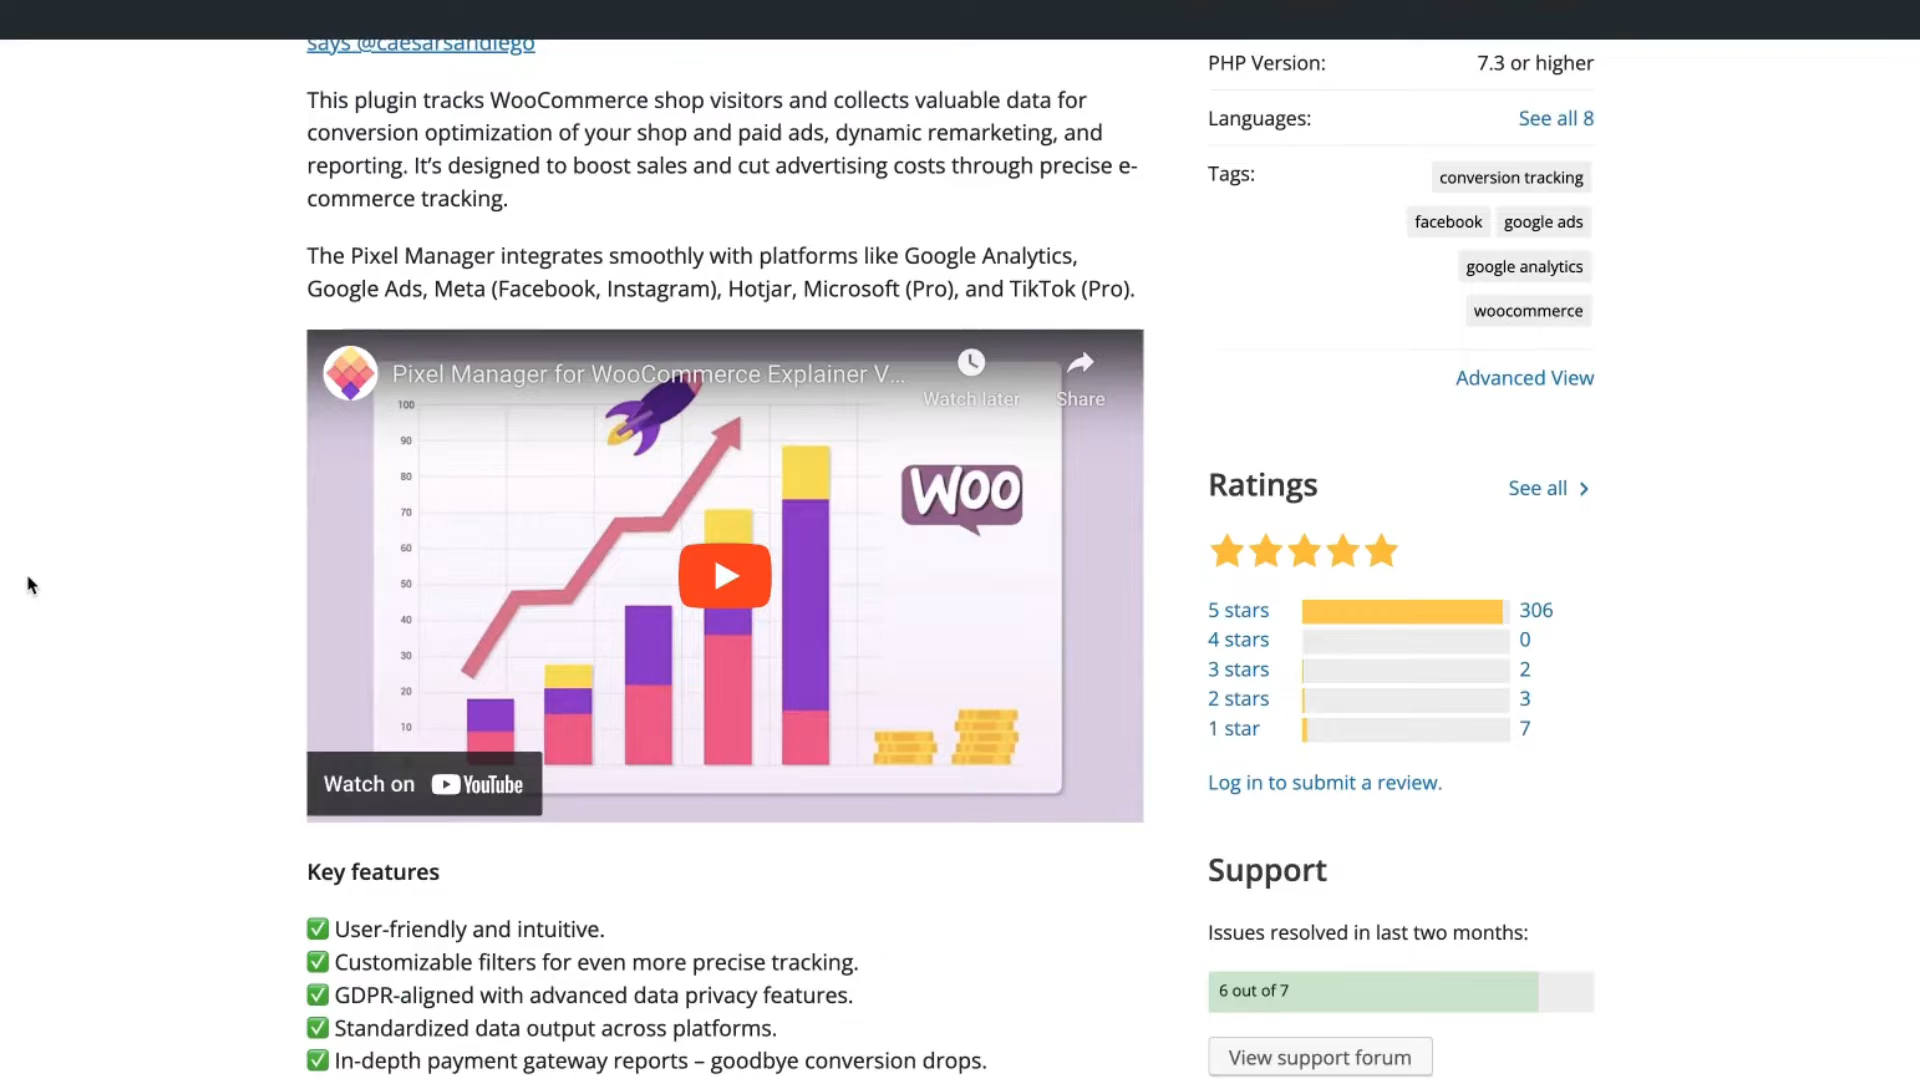 says @caesarsandiego
This plugin tracks WooCommerce shop visitors and collects valuable data for
conversion optimization of your shop and paid ads, dynamic remarketing, and
reporting. It’s designed to boost sales and cut advertising costs through precise e-
commerce tracking.
The Pixel Manager integrates smoothly with platforms like Google Analytics,
Google Ads, Meta (Facebook, Instagram), Hotjar, Microsoft (Pro), and TikTok (Pro).
Pixel Manager for WooCommerce Explainer V...
Watch later
Share
100
90
80
70
60
50
40
30
20
10
WOO
Watch on YouTube
Key features
✅ User-friendly and intuitive.
✅ Customizable filters for even more precise tracking.
✅ GDPR-aligned with advanced data privacy features.
✅ Standardized data output across platforms.
✅ In-depth payment gateway reports – goodbye conversion drops.
PHP Version: 7.3 or higher
Languages: See all 8
Tags: conversion tracking
facebook google ads
google analytics
woocommerce
Advanced View
Ratings See all >
5 stars 306
4 stars 0
3 stars 2
2 stars 3
1 star 7
Log in to submit a review.
Support
Issues resolved in last two months:
6 out of 7
View support forum